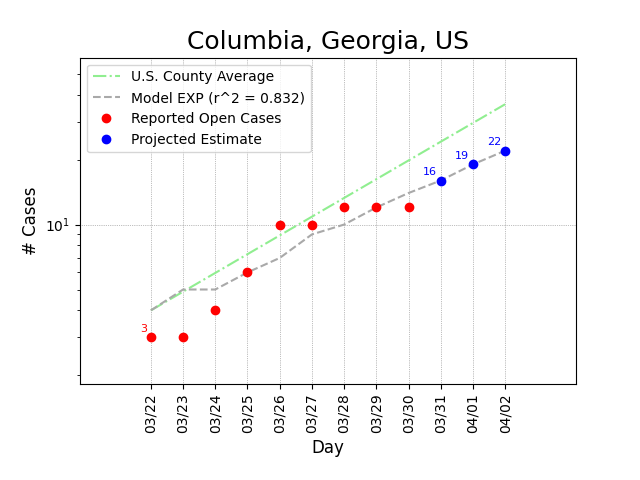 Columbia, Georgia, US
U.S. County Average
Model EXP (r^2 = 0.832)
Reported Open Cases
Projected Estimate
# Cases
10^1
3
16
19
22
03/22
03/23
03/24
03/25
03/26
03/27
03/28
03/29
03/30
03/31
04/01
04/02
Day